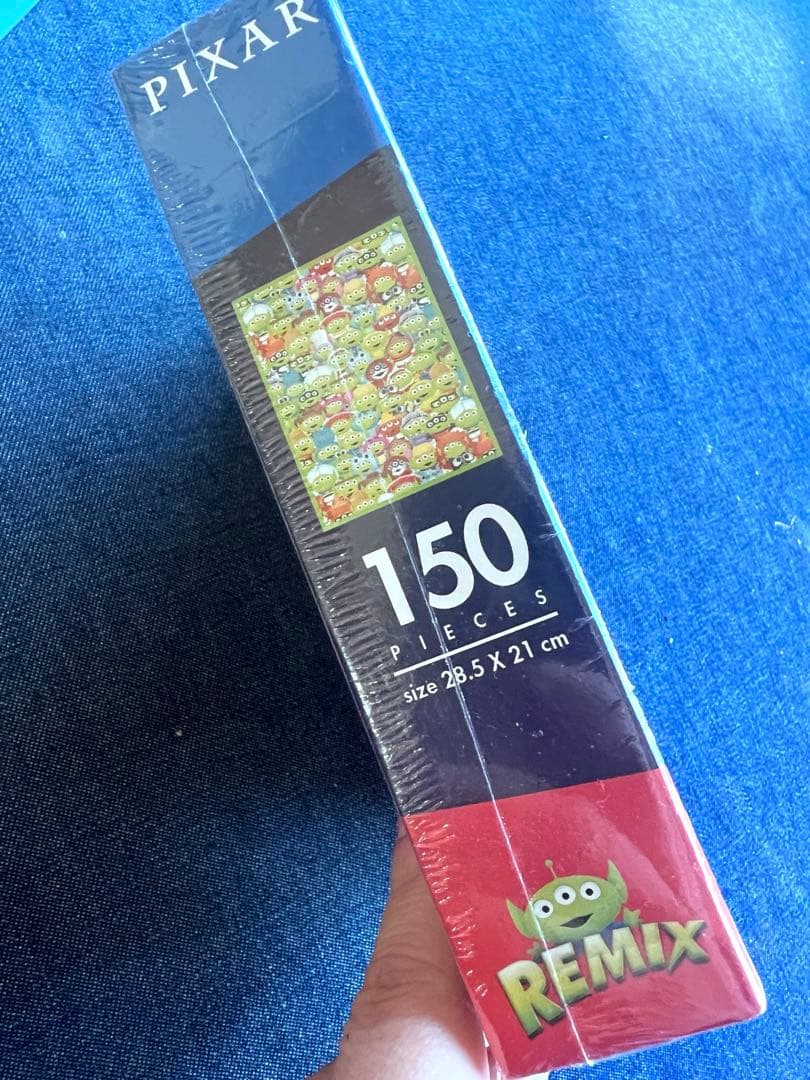 PIXAR
150
PIECES
size 28.5 X 21 cm
REMIX